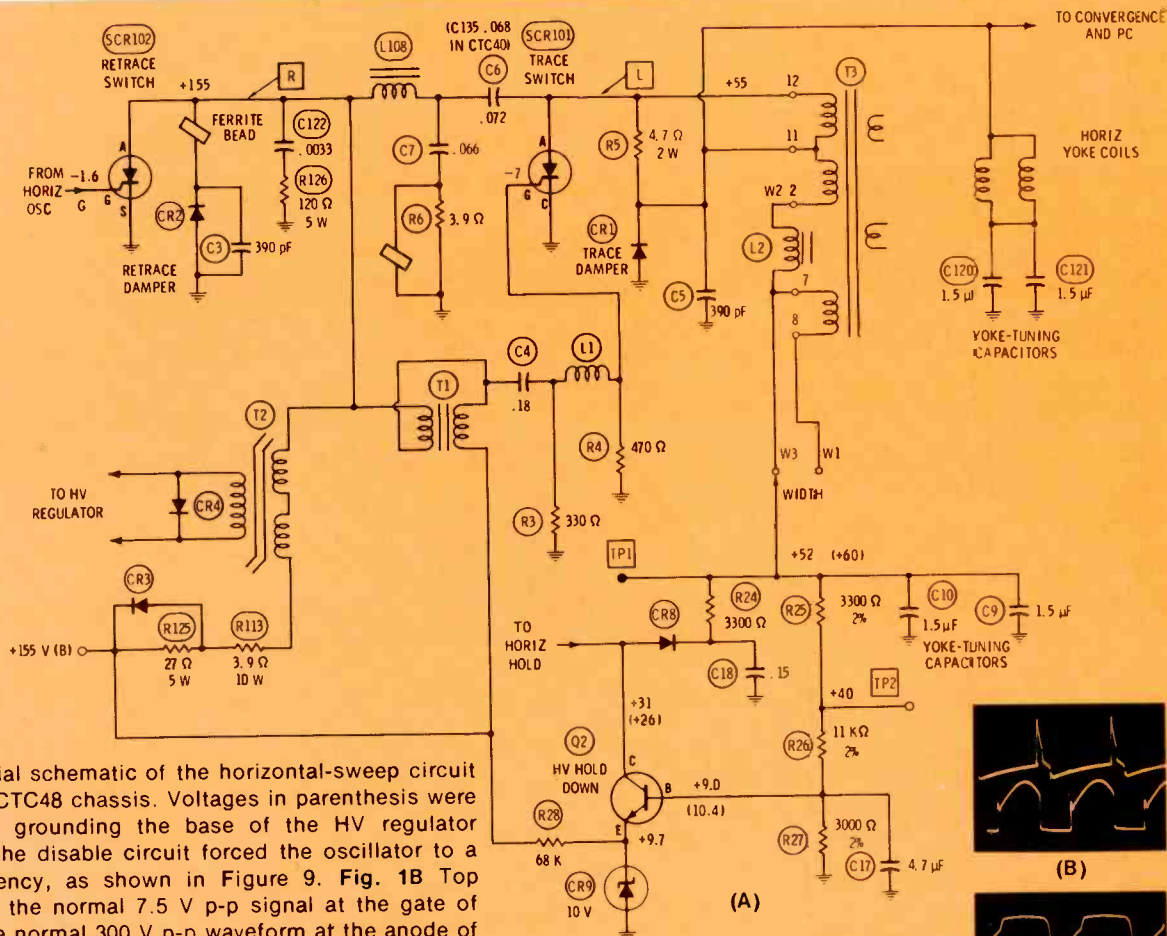 TO CONVERGENCE
AND PC
SCR102
RETRACE
SWITCH
+155
R
L108
(C135 .068
IN CTC40)
C6
.072
SCR101
TRACE
SWITCH
L
+55
12
T3
11
HORIZ
YOKE COILS
FERRITE
BEAD
C122
.0033
R126
120 Ω
5 W
C7
.066
A
FROM
HORIZ
OSC
-1.6
G
G
S
CR2
C3
390 pF
RETRACE
DAMPER
R6
3.9 Ω
-7
A
G
C
R5
4.7 Ω
2 W
CR1
TRACE
DAMPER
C5
390 pF
W2 2
L2
7
8
C120
1.5 µf
C121
1.5 µF
YOKE-TUNING
CAPACITORS
T1
C4
.18
L1
R4
470 Ω
R3
330 Ω
T2
TO HV
REGULATOR
CR4
CR3
+155 V (B)
R125
27 Ω
5 W
R113
3.9 Ω
10 W
W3
W1
WIDTH
+52 (+60)
TP1
TO
HORIZ
HOLD
CR8
R24
3300 Ω
C18
.15
R25
3300 Ω
2%
C10
1.5 µF
C9
1.5 µF
YOKE-TUNING
CAPACITORS
+40
TP2
R26
11 KΩ
2%
+31
(+26)
Q2
HV HOLD
DOWN
C
B
E
+9.0
(10.4)
+9.7
R28
68 K
CR9
10 V
R27
3000 Ω
2%
C17
4.7 µF
(A)
(B)
ial schematic of the horizontal-sweep circuit
CTC48 chassis. Voltages in parenthesis were
grounding the base of the HV regulator
he disable circuit forced the oscillator to a
ency, as shown in Figure 9. Fig. 1B Top
the normal 7.5 V p-p signal at the gate of
e normal 300 V p-p waveform at the anode of